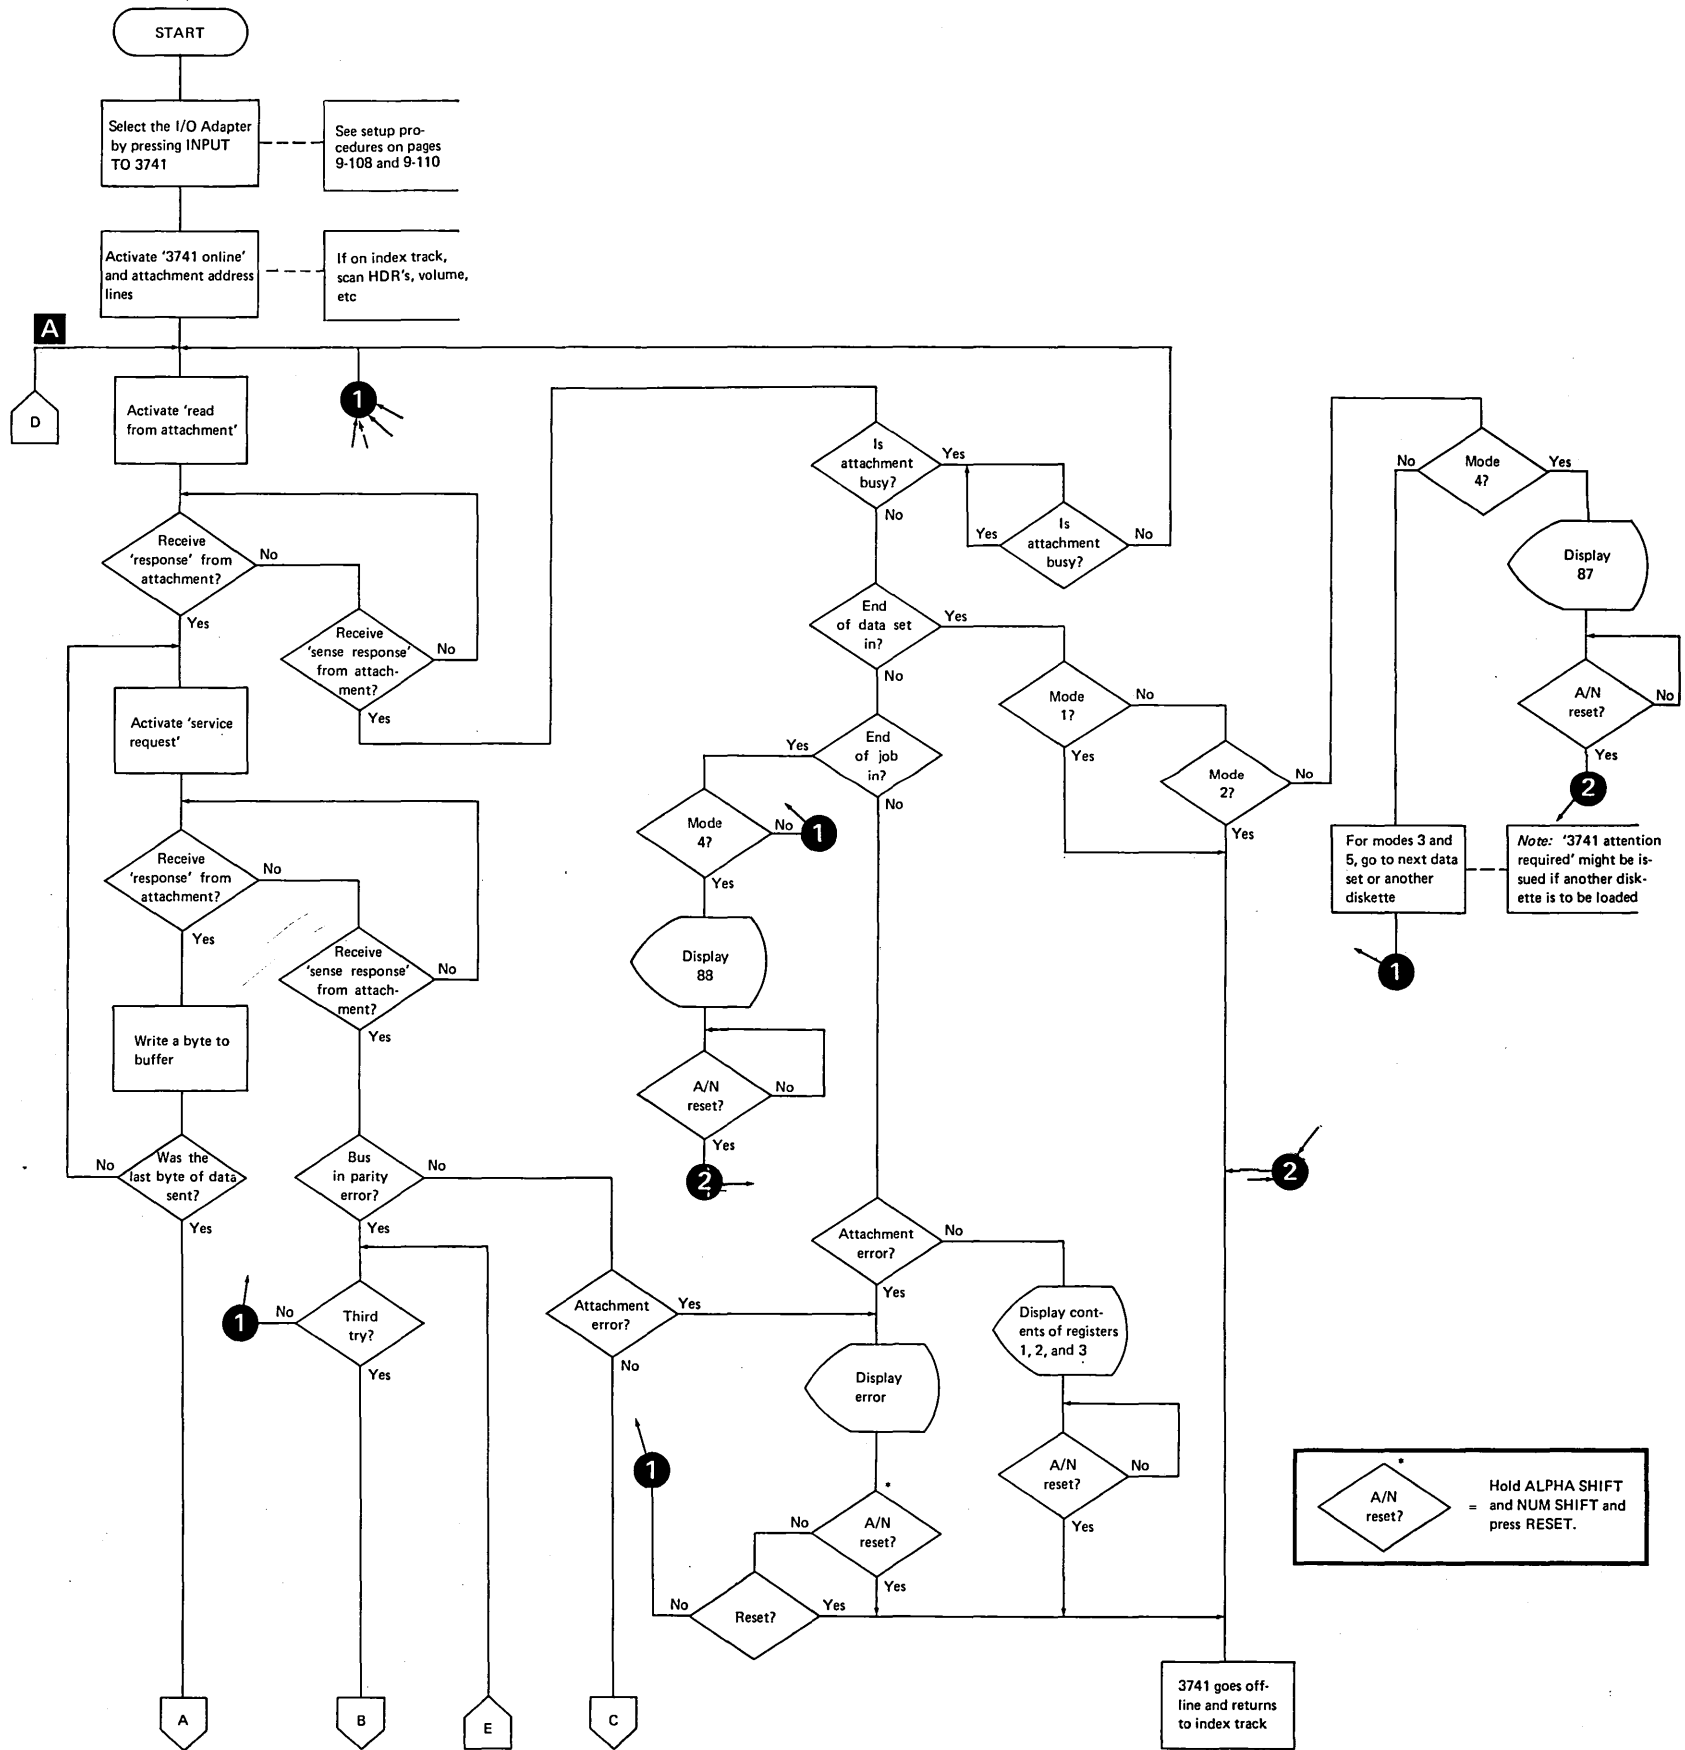 START
Select the I/O Adapter
by pressing INPUT
TO 3741
See setup pro-
cedures on pages
9-108 and 9-110
Activate '3741 online'
and attachment address
lines
If on index track,
scan HDR's, volume,
etc
A
D
1
Activate 'read
from attachment'
Receive
'response' from
attachment?
No
Yes
Receive
'sense response'
from attach-
ment?
No
Yes
Activate 'service
request'
Receive
'response' from
attachment?
No
Yes
Receive
'sense response'
from attach-
ment?
No
Yes
Write a byte to
buffer
Was the
last byte of data
sent?
No
Yes
Bus
in parity
error?
No
Yes
Third
try?
No
1
Yes
Attachment
error?
Yes
No
A
B
E
C
Is
attachment
busy?
Yes
No
Is
attachment
busy?
Yes
No
End
of data set
in?
Yes
No
End
of job
in?
Yes
No
Mode
4?
No
1
Yes
Display
88
A/N
reset?
No
Yes
2
Mode
1?
No
Yes
Mode
2?
No
Yes
Mode
4?
No
Yes
Display
87
A/N
reset?
No
Yes
2
For modes 3 and
5, go to next data
set or another
diskette
Note: '3741 attention
required' might be is-
sued if another disk-
ette is to be loaded
1
2
Attachment
error?
No
Yes
Display cont-
ents of registers
1, 2, and 3
Display
error
A/N
reset?
No
Yes
1
*
A/N
reset?
No
Yes
Reset?
No
Yes
3741 goes off-
line and returns
to index track
*
A/N
reset?
=
Hold ALPHA SHIFT
and NUM SHIFT and
press RESET.